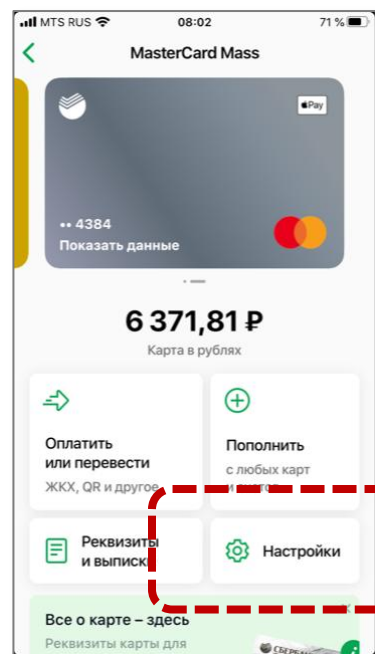 MTS RUS 08:02 71 %
MasterCard Mass
Pay
•• 4384
Показать данные
6 371,81 ₽
Карта в рублях
Оплатить
или перевести
ЖКХ, QR и другое
Пополнить
с любых карт
и счетов
Реквизиты
и выписки
Настройки
Все о карте – здесь
Реквизиты карты для